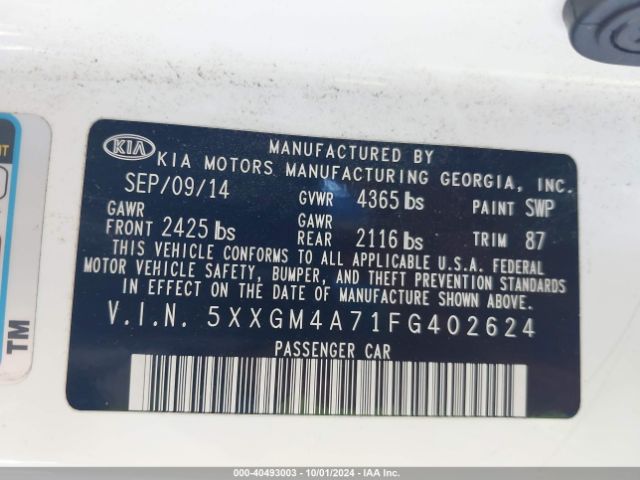 MANUFACTURED BY
KIA KIA MOTORS MANUFACTURING GEORGIA, INC.
SEP/09/14 GVWR 4365 lbs PAINT SWP
GAWR FRONT 2425 lbs GAWR REAR 2116 lbs TRIM 87
THIS VEHICLE CONFORMS TO ALL APPLICABLE U.S.A. FEDERAL
MOTOR VEHICLE SAFETY, BUMPER, AND THEFT PREVENTION STANDARDS
IN EFFECT ON THE DATE OF MANUFACTURE SHOWN ABOVE.
V.I.N. 5XXGM4A71FG402624
PASSENGER CAR
TM
000-40493003 - 10/01/2024 - IAA Inc.